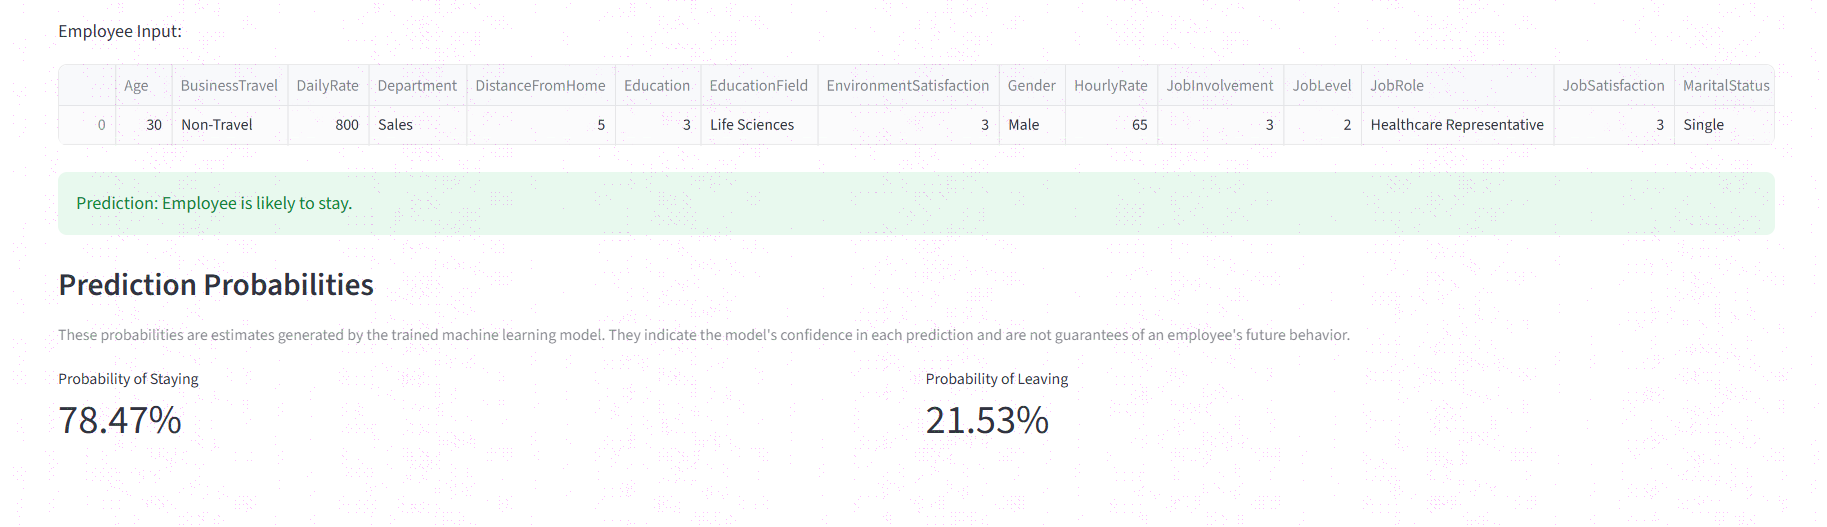 Employee Input:
Age BusinessTravel DailyRate Department DistanceFromHome Education EducationField EnvironmentSatisfaction Gender HourlyRate JobInvolvement JobLevel JobRole JobSatisfaction MaritalStatus
0 30 Non-Travel 800 Sales 5 3 Life Sciences 3 Male 65 3 2 Healthcare Representative 3 Single
Prediction: Employee is likely to stay.
Prediction Probabilities
These probabilities are estimates generated by the trained machine learning model. They indicate the model's confidence in each prediction and are not guarantees of an employee's future behavior.
Probability of Staying Probability of Leaving
78.47% 21.53%